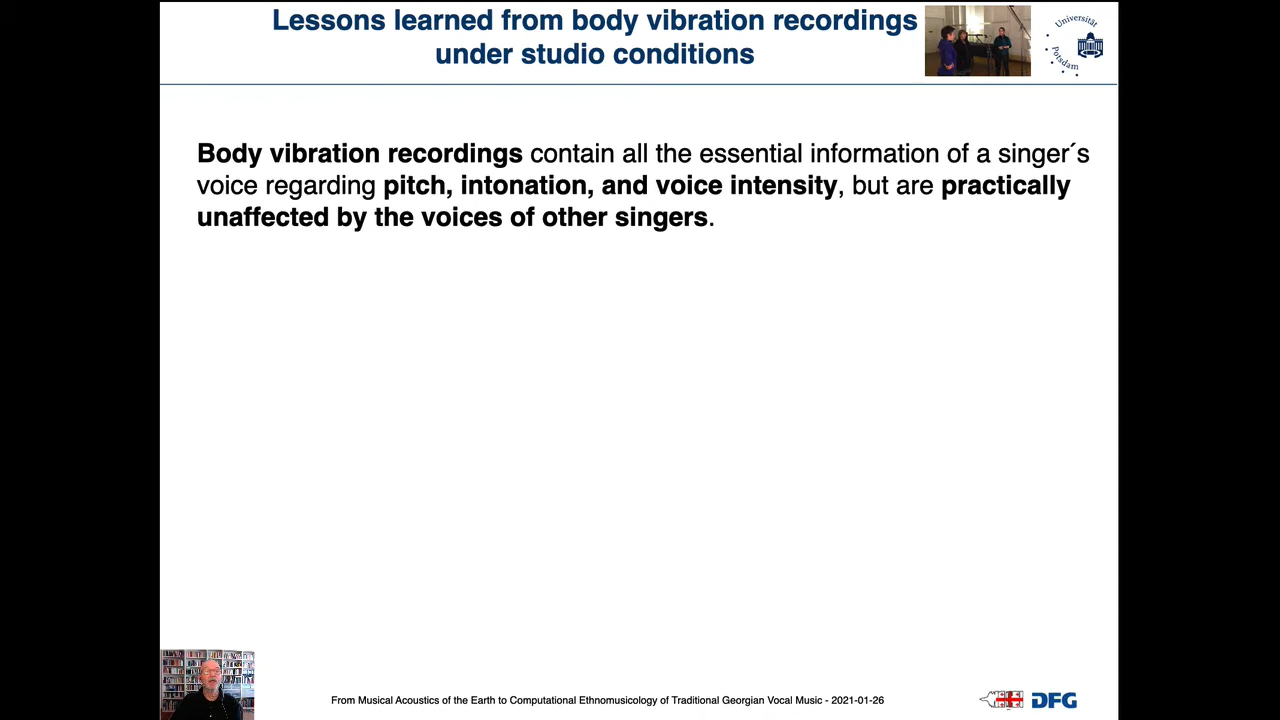 Lessons learned from body vibration recordings
under studio conditions
Universität
Potsdam
Body vibration recordings contain all the essential information of a singer´s
voice regarding pitch, intonation, and voice intensity, but are practically
unaffected by the voices of other singers.
From Musical Acoustics of the Earth to Computational Ethnomusicology of Traditional Georgian Vocal Music - 2021-01-26
DFG